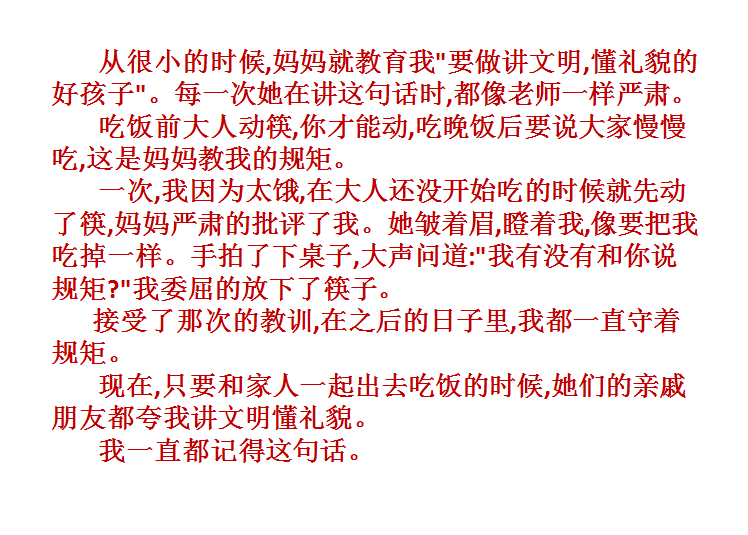 从很小的时候,妈妈就教育我"要做讲文明,懂礼貌的
好孩子"。每一次她在讲这句话时,都像老师一样严肃。
吃饭前大人动筷,你才能动,吃晚饭后要说大家慢慢
吃,这是妈妈教我的规矩。
一次,我因为太饿,在大人还没开始吃的时候就先动
了筷,妈妈严肃的批评了我。她皱着眉,瞪着我,像要把我
吃掉一样。手拍了下桌子,大声问道:"我有没有和你说
规矩?"我委屈的放下了筷子。
接受了那次的教训,在之后的日子里,我都一直守着
规矩。
现在,只要和家人一起出去吃饭的时候,她们的亲戚
朋友都夸我讲文明懂礼貌。
我一直都记得这句话。